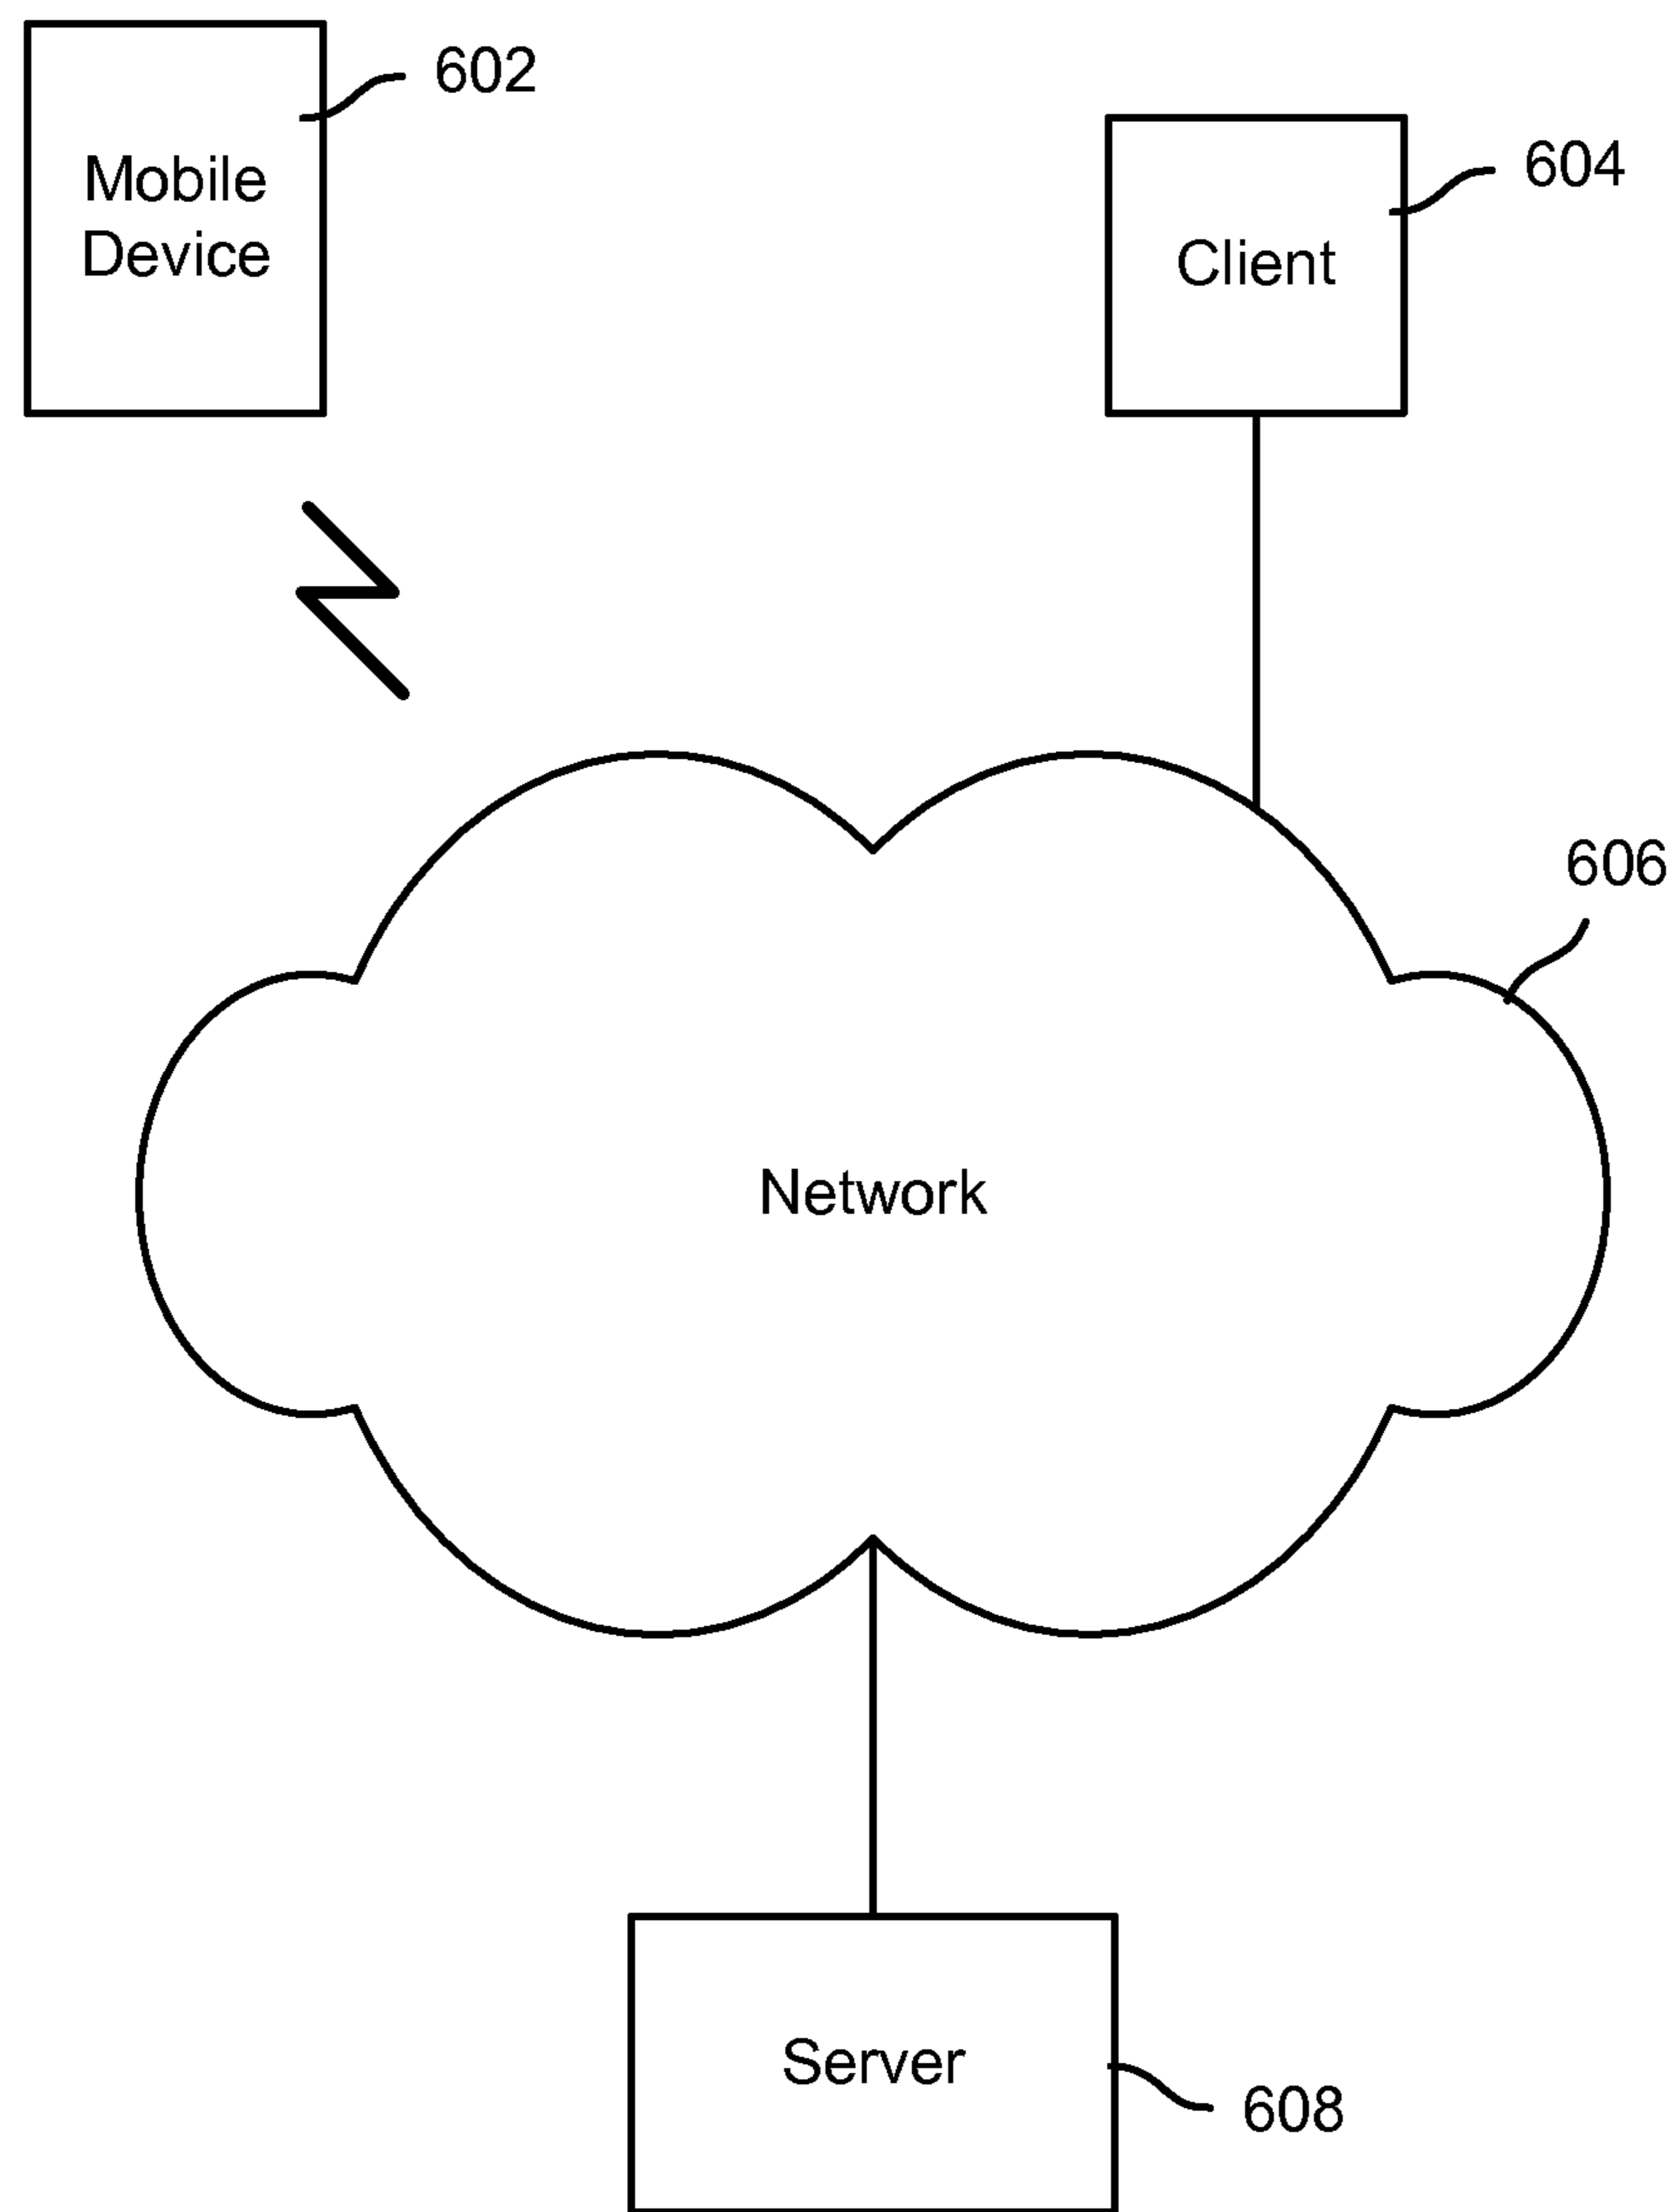 602
Mobile
Device
604
Client
606
Network
Server
608